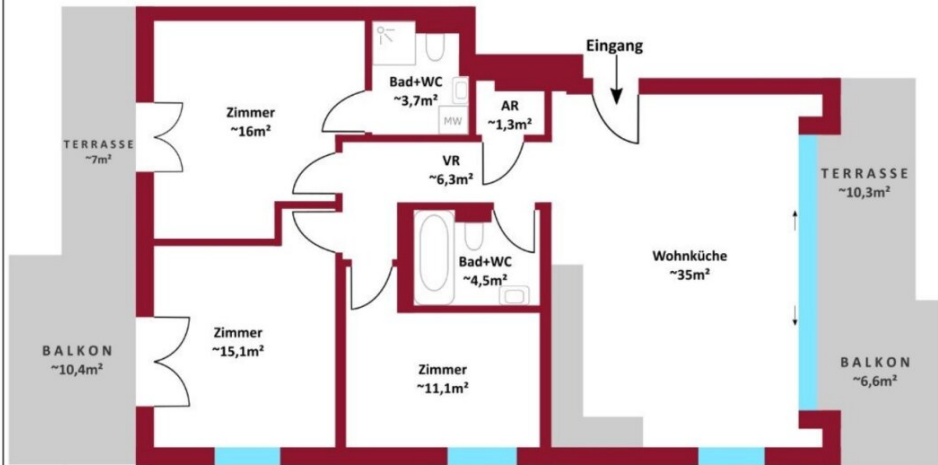 Eingang
Bad+WC
~3,7m²
MW
AR
~1,3m²
Zimmer
~16m²
TERRASSE
~7m²
VR
~6,3m²
TERRASSE
~10,3m²
Bad+WC
~4,5m²
Wohnküche
~35m²
Zimmer
~15,1m²
BALKON
~10,4m²
Zimmer
~11,1m²
BALKON
~6,6m²